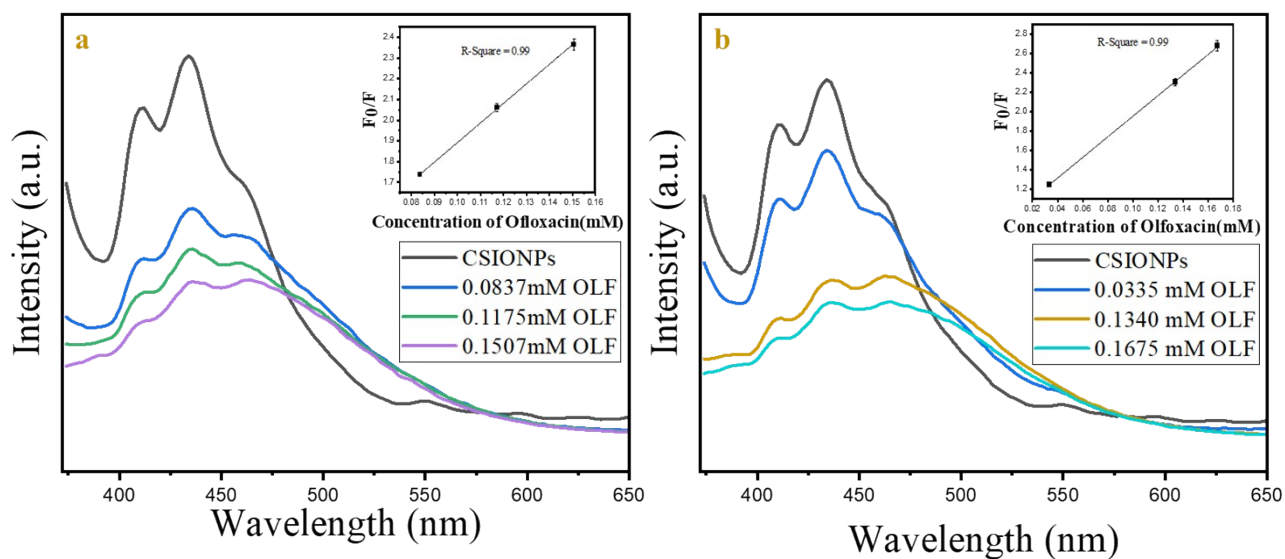 a
2.4
2.3
2.2
2.1
2.0
1.9
1.8
1.7
R-Square = 0.99
F0/F
0.08 0.09 0.10 0.11 0.12 0.13 0.14 0.15 0.16
Concentration of Ofloxacin(mM)
CSIONPs
0.0837mM OLF
0.1175mM OLF
0.1507mM OLF
Intensity (a.u.)
400 450 500 550 600 650
Wavelength (nm)
b
2.8
2.6
2.4
2.2
2.0
1.8
1.6
1.4
1.2
R-Square = 0.99
F0/F
0.02 0.04 0.06 0.08 0.10 0.12 0.14 0.16 0.18
Concentration of Olfoxacin(mM)
CSIONPs
0.0335 mM OLF
0.1340 mM OLF
0.1675 mM OLF
Intensity (a.u.)
400 450 500 550 600 650
Wavelength (nm)